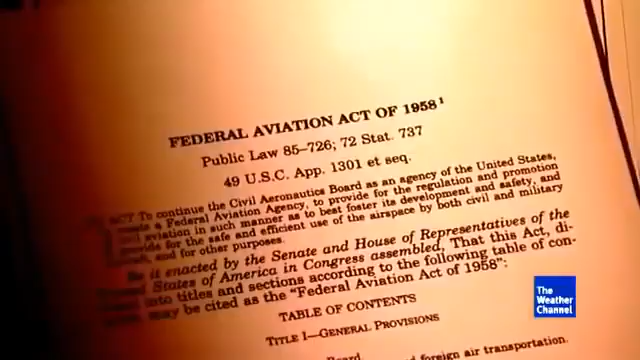 FEDERAL AVIATION ACT OF 1958¹
Public Law 85–726; 72 Stat. 737
49 U.S.C. App. 1301 et seq.
ACT To continue the Civil Aeronautics Board as an agency of the United States,
create a Federal Aviation Agency, to provide for the regulation and promotion
civil aviation in such manner as to best foster its development and safety, and
provide for the safe and efficient use of the airspace by both civil and military
and for other purposes.
it enacted by the Senate and House of Representatives of the
States of America in Congress assembled, That this Act, di-
into titles and sections according to the following table of con-
may be cited as the "Federal Aviation Act of 1958":
TABLE OF CONTENTS
TITLE I—GENERAL PROVISIONS
Board and foreign air transportation.
The
Weather
Channel